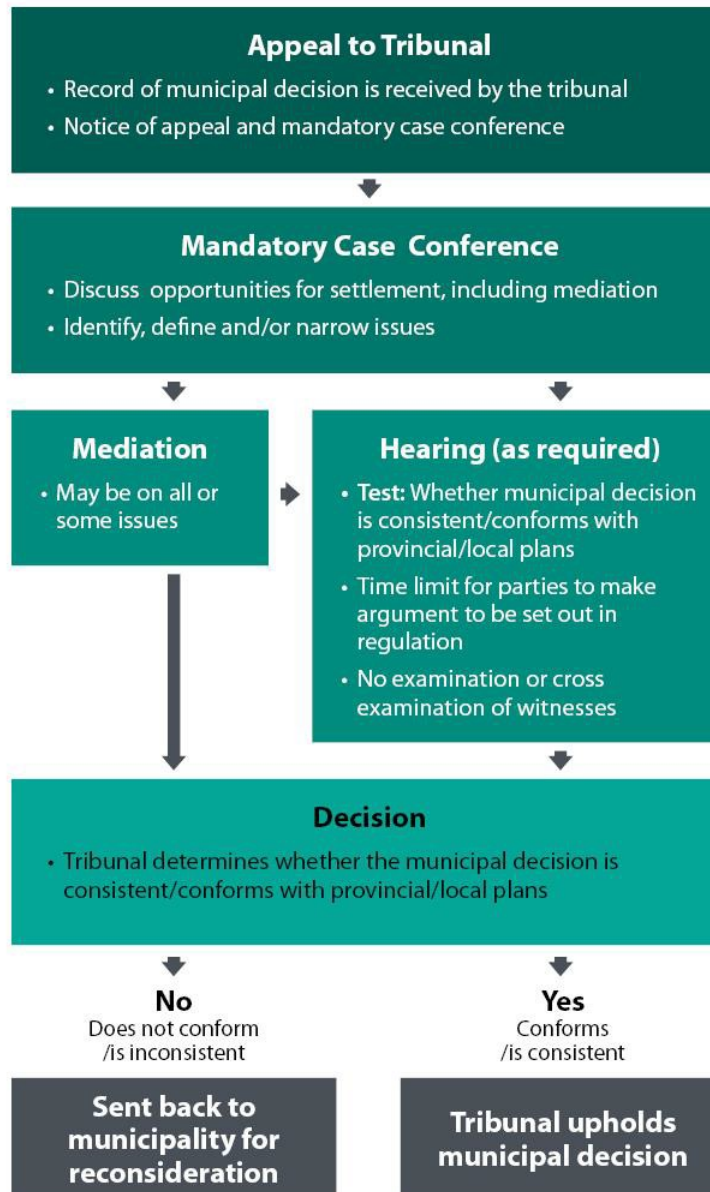 Appeal to Tribunal
• Record of municipal decision is received by the tribunal
• Notice of appeal and mandatory case conference
Mandatory Case Conference
• Discuss opportunities for settlement, including mediation
• Identify, define and/or narrow issues
Mediation
• May be on all or
some issues
Hearing (as required)
• Test: Whether municipal decision
is consistent/conforms with
provincial/local plans
• Time limit for parties to make
argument to be set out in
regulation
• No examination or cross
examination of witnesses
Decision
• Tribunal determines whether the municipal decision is
consistent/conforms with provincial/local plans
No
Does not conform
/is inconsistent
Yes
Conforms
/is consistent
Sent back to
municipality for
reconsideration
Tribunal upholds
municipal decision